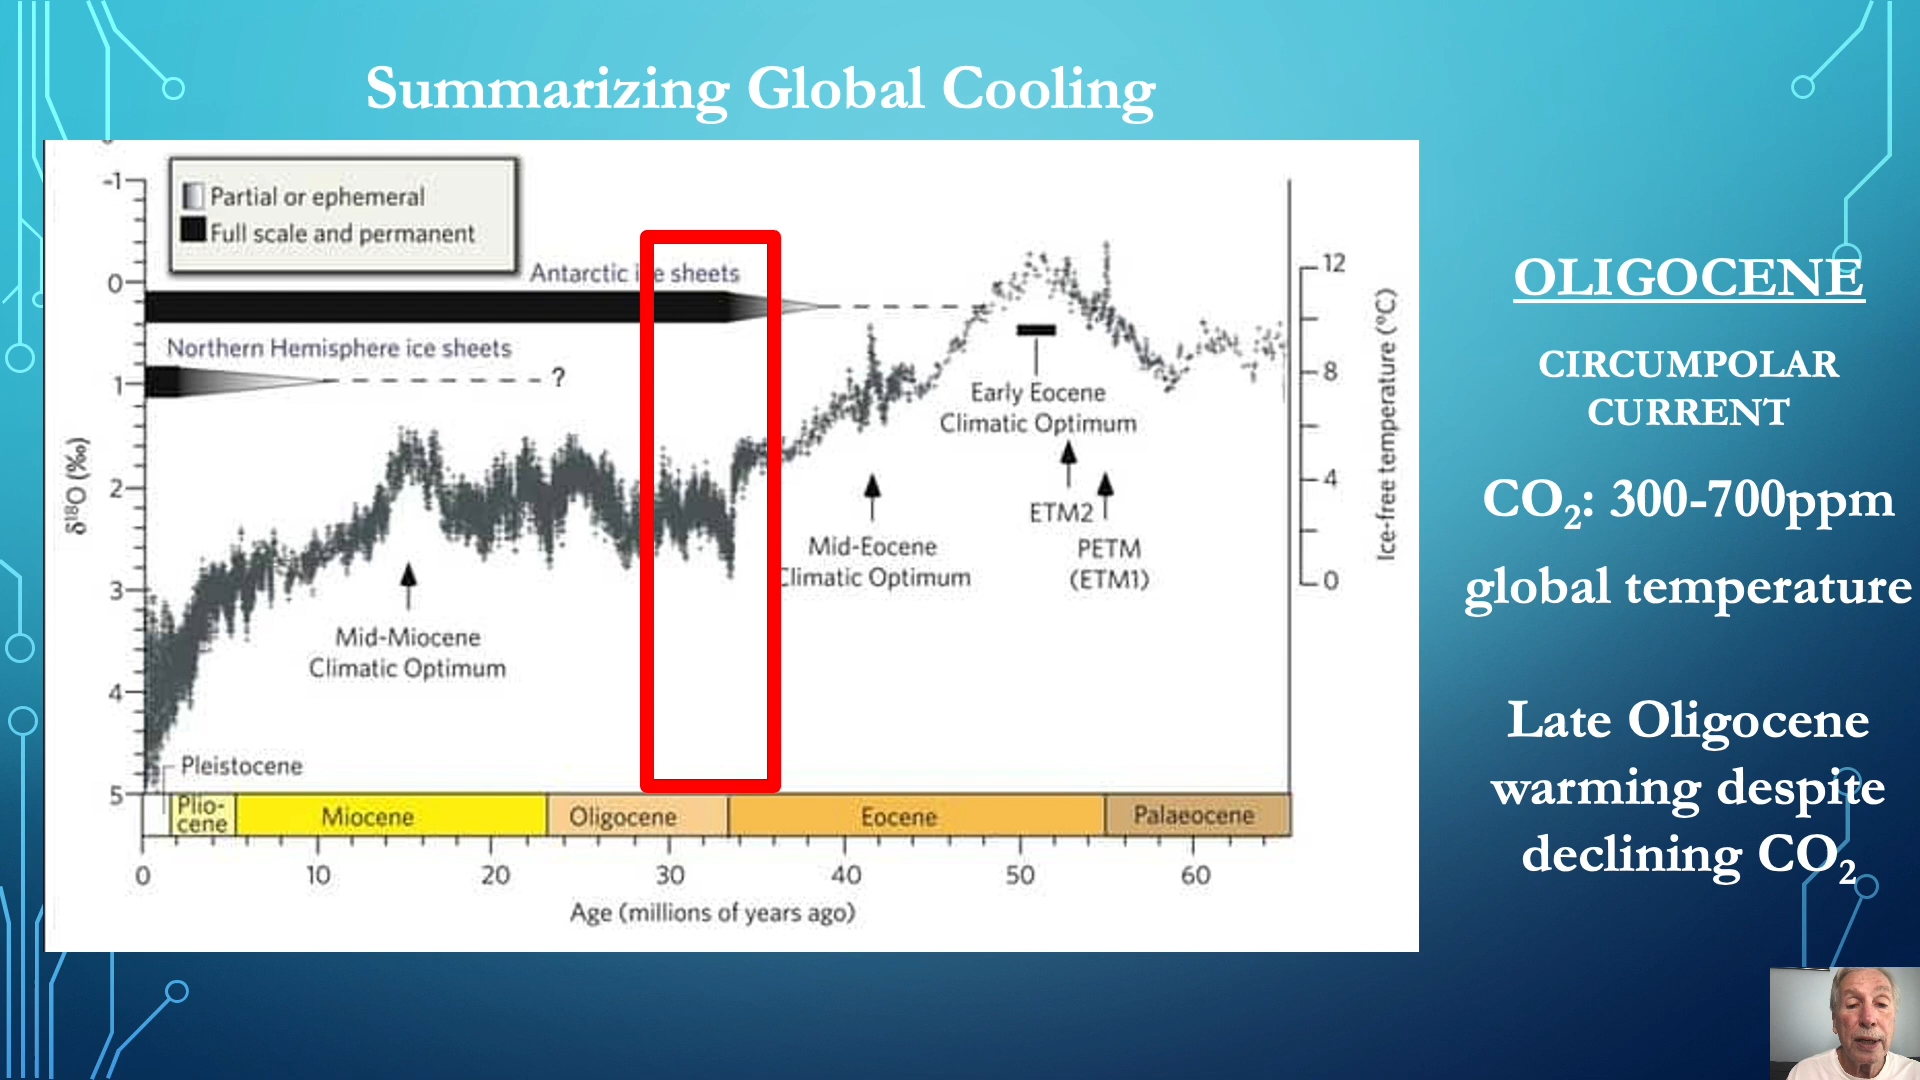 Summarizing Global Cooling
Partial or ephemeral
Full scale and permanent
Antarctic ice sheets
Northern Hemisphere ice sheets
?
Early Eocene
Climatic Optimum
ETM2
PETM
(ETM1)
Mid-Eocene
Climatic Optimum
Mid-Miocene
Climatic Optimum
-1
0
1
2
3
4
5
δ¹⁸O (‰)
12
8
4
0
Ice-free temperature (°C)
Pleistocene
Plio-
cene
Miocene
Oligocene
Eocene
Palaeocene
0 10 20 30 40 50 60
Age (millions of years ago)
OLIGOCENE
CIRCUMPOLAR
CURRENT
CO₂: 300-700ppm
global temperature
Late Oligocene
warming despite
declining CO₂